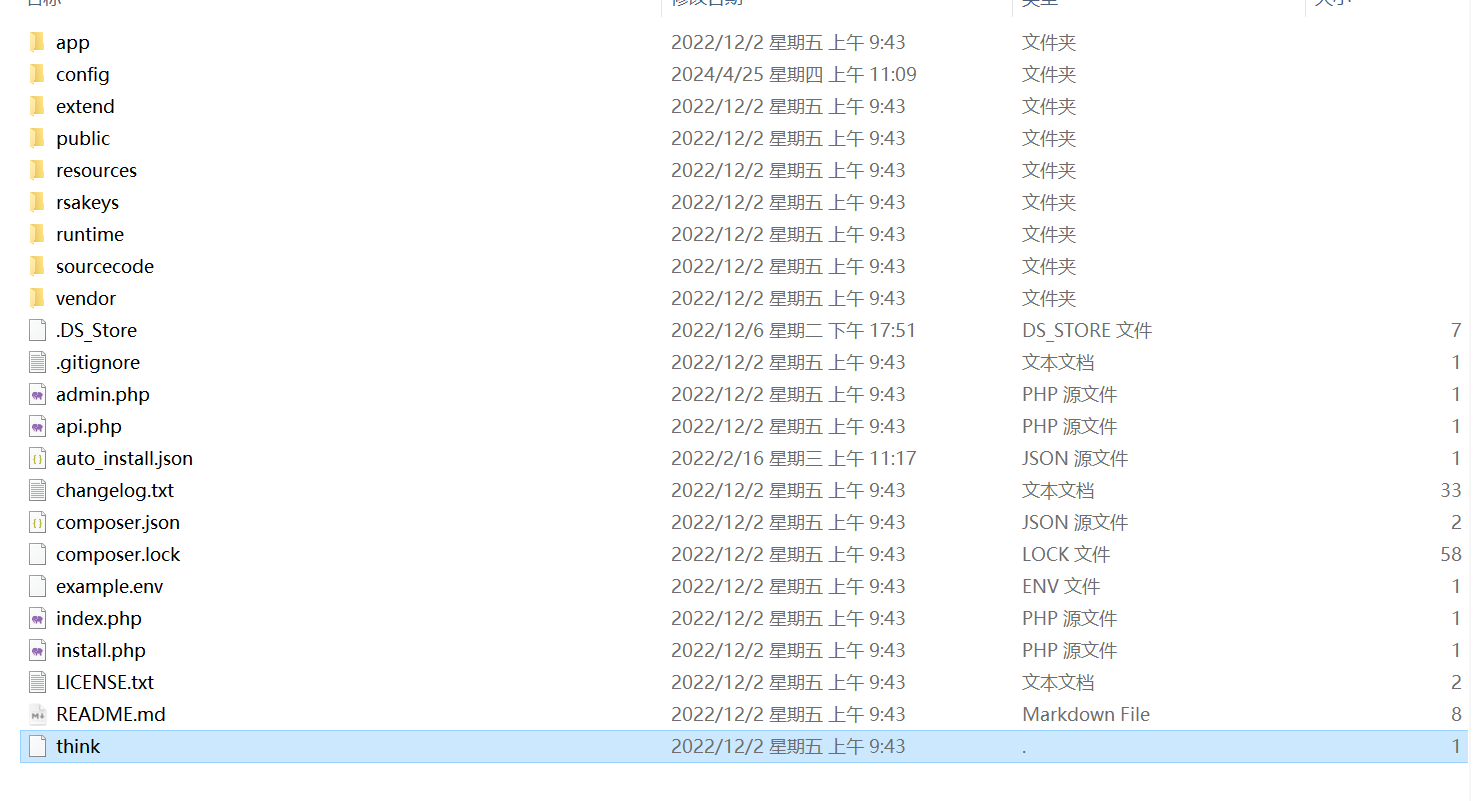 修改日期 类型 大小
app 2022/12/2 星期五 上午 9:43 文件夹
config 2024/4/25 星期四 上午 11:09 文件夹
extend 2022/12/2 星期五 上午 9:43 文件夹
public 2022/12/2 星期五 上午 9:43 文件夹
resources 2022/12/2 星期五 上午 9:43 文件夹
rsakeys 2022/12/2 星期五 上午 9:43 文件夹
runtime 2022/12/2 星期五 上午 9:43 文件夹
sourcecode 2022/12/2 星期五 上午 9:43 文件夹
vendor 2022/12/2 星期五 上午 9:43 文件夹
.DS_Store 2022/12/6 星期二 下午 17:51 DS_STORE 文件 7
.gitignore 2022/12/2 星期五 上午 9:43 文本文档 1
admin.php 2022/12/2 星期五 上午 9:43 PHP 源文件 1
api.php 2022/12/2 星期五 上午 9:43 PHP 源文件 1
auto_install.json 2022/2/16 星期三 上午 11:17 JSON 源文件 1
changelog.txt 2022/12/2 星期五 上午 9:43 文本文档 33
composer.json 2022/12/2 星期五 上午 9:43 JSON 源文件 2
composer.lock 2022/12/2 星期五 上午 9:43 LOCK 文件 58
example.env 2022/12/2 星期五 上午 9:43 ENV 文件 1
index.php 2022/12/2 星期五 上午 9:43 PHP 源文件 1
install.php 2022/12/2 星期五 上午 9:43 PHP 源文件 1
LICENSE.txt 2022/12/2 星期五 上午 9:43 文本文档 2
README.md 2022/12/2 星期五 上午 9:43 Markdown File 8
think 2022/12/2 星期五 上午 9:43 . 1